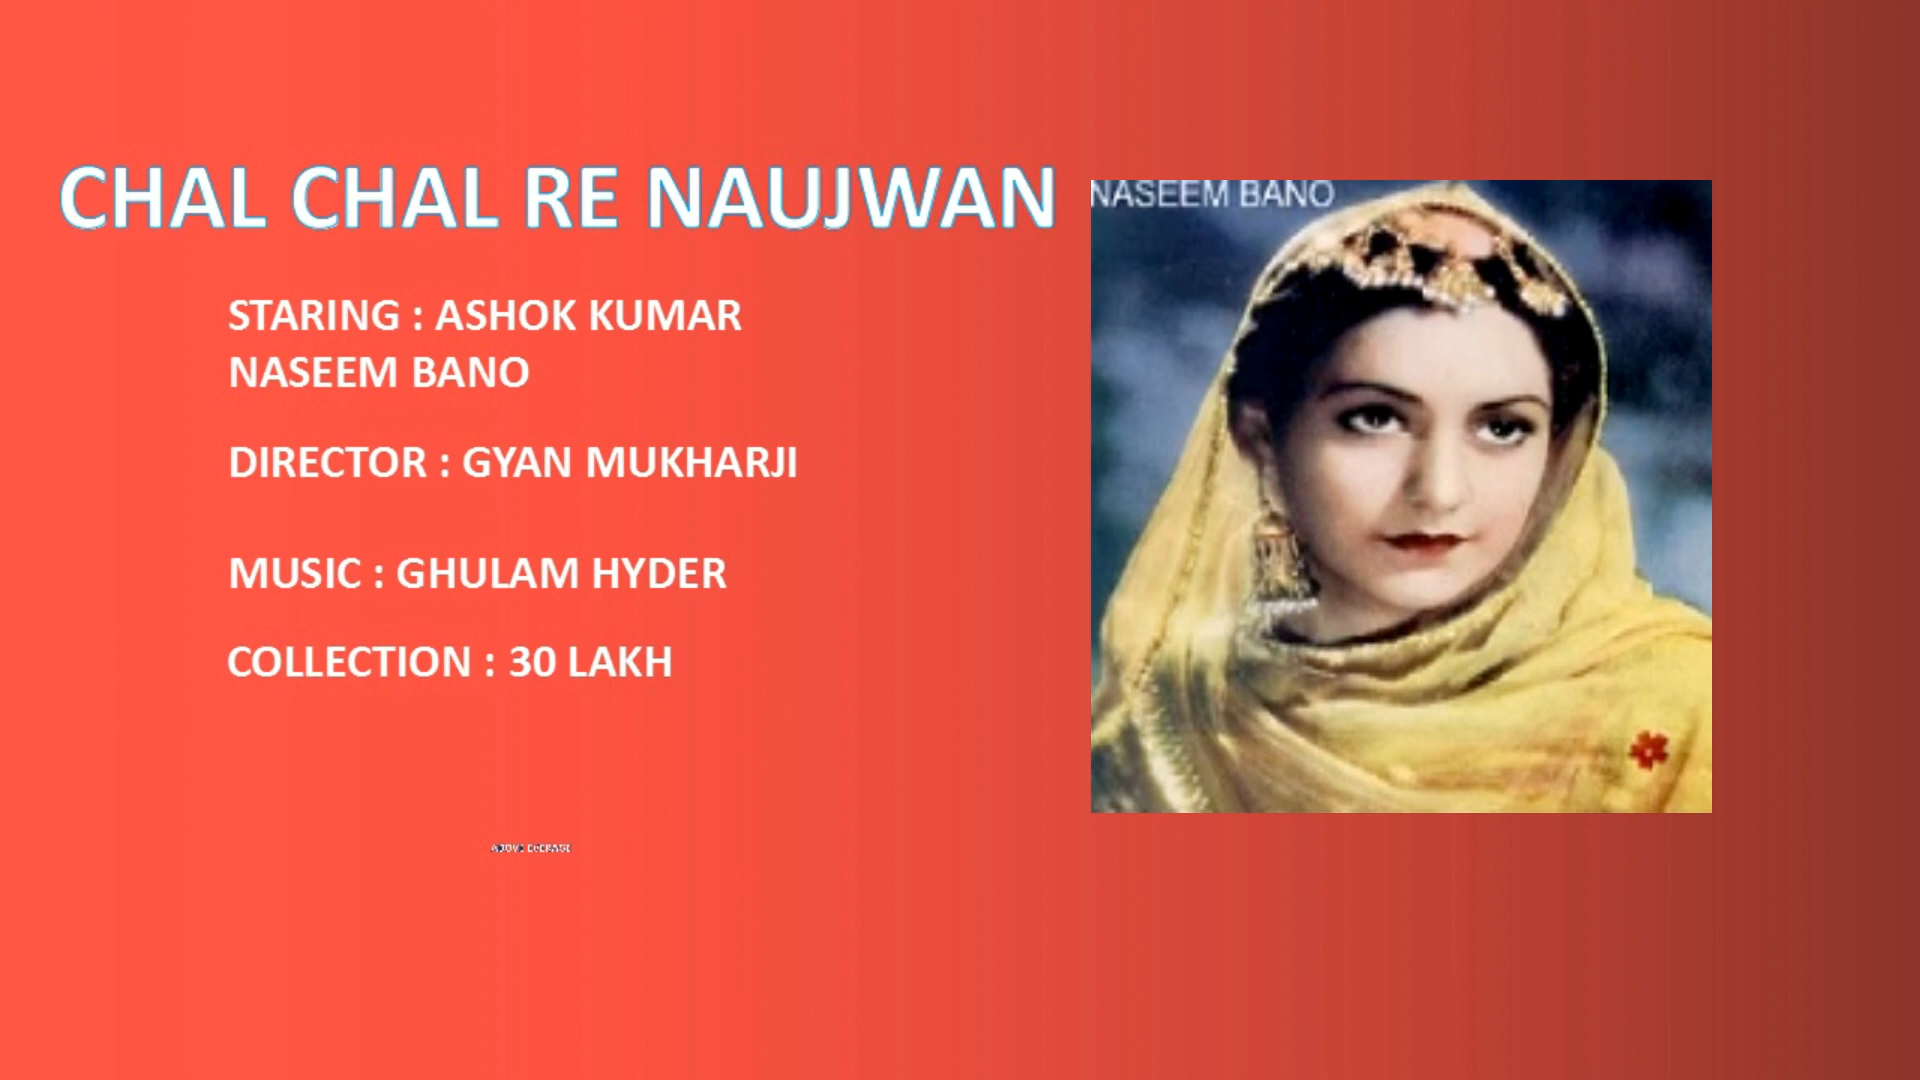 CHAL CHAL RE NAUJWAN
NASEEM BANO
STARING : ASHOK KUMAR
NASEEM BANO
DIRECTOR : GYAN MUKHARJI
MUSIC : GHULAM HYDER
COLLECTION : 30 LAKH
ABOVE